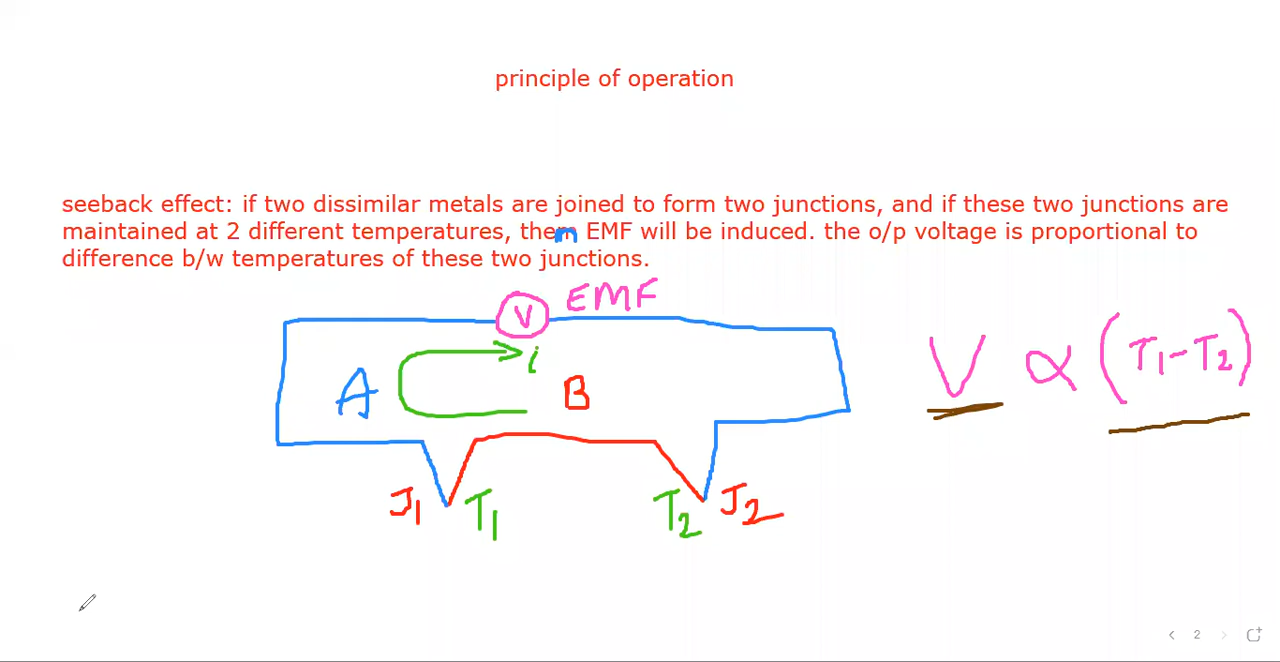 principle of operation
seeback effect: if two dissimilar metals are joined to form two junctions, and if these two junctions are
maintained at 2 different temperatures, then EMF will be induced. the o/p voltage is proportional to
difference b/w temperatures of these two junctions.
EMF
V
i
V ∝ (T1-T2)
A
B
J1 T1 T2 J2
2